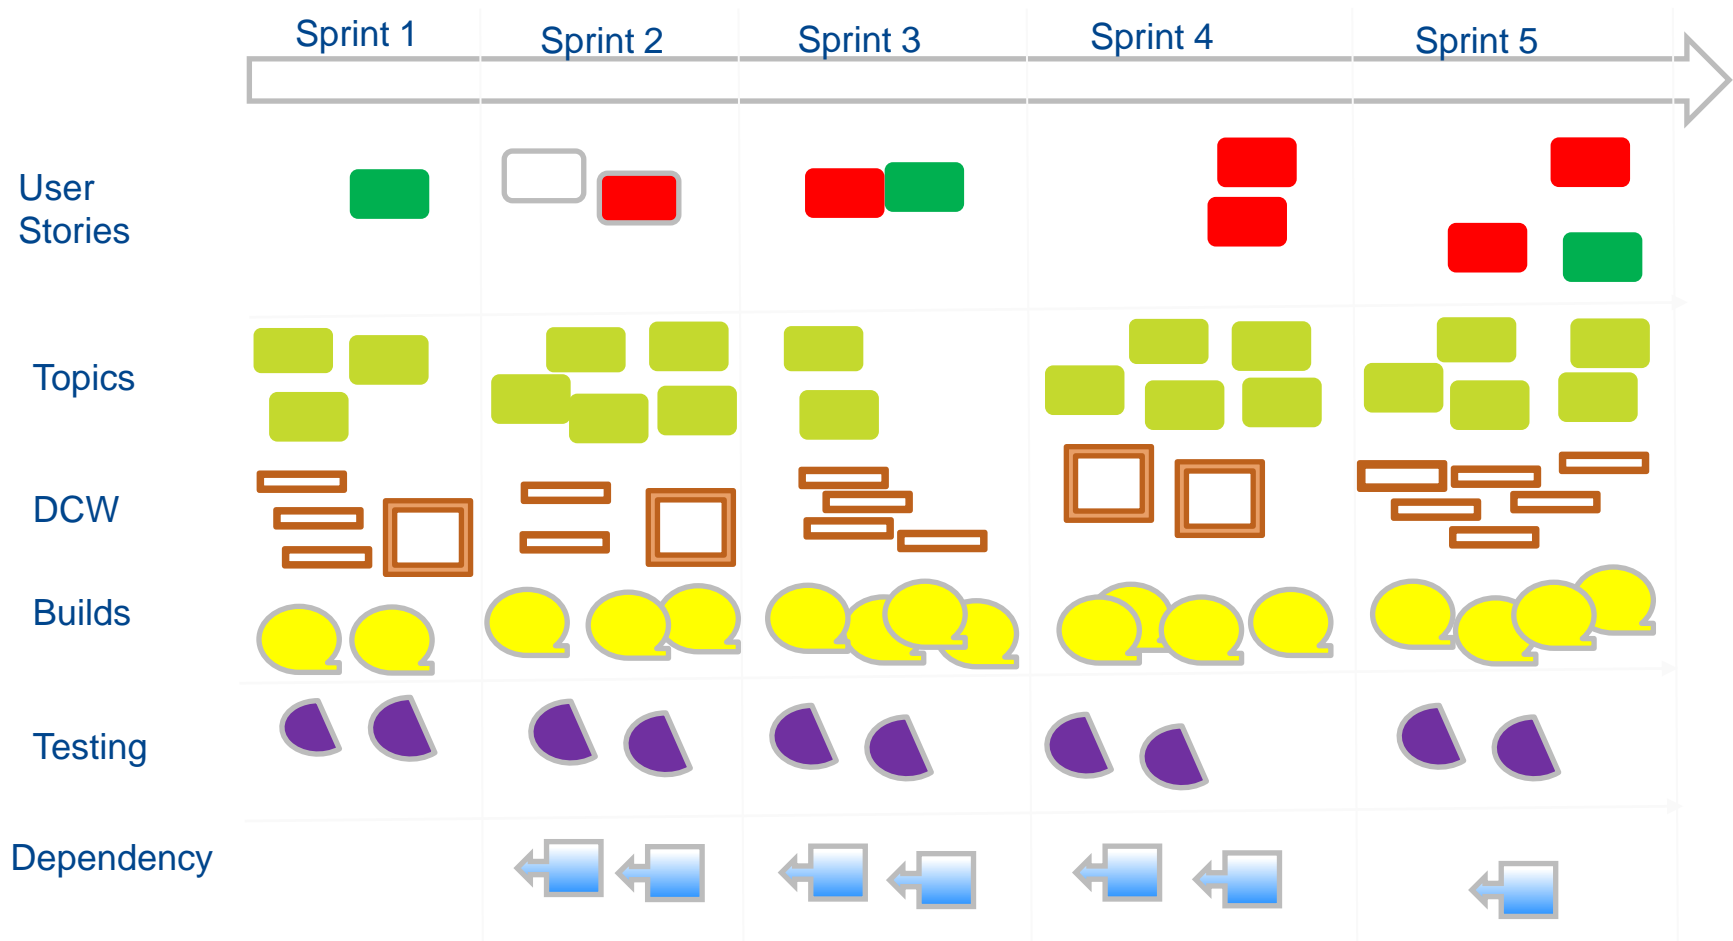 Sprint 1
Sprint 2
Sprint 3
Sprint 4
Sprint 5
User
Stories
Topics
DCW
Builds
Testing
Dependency